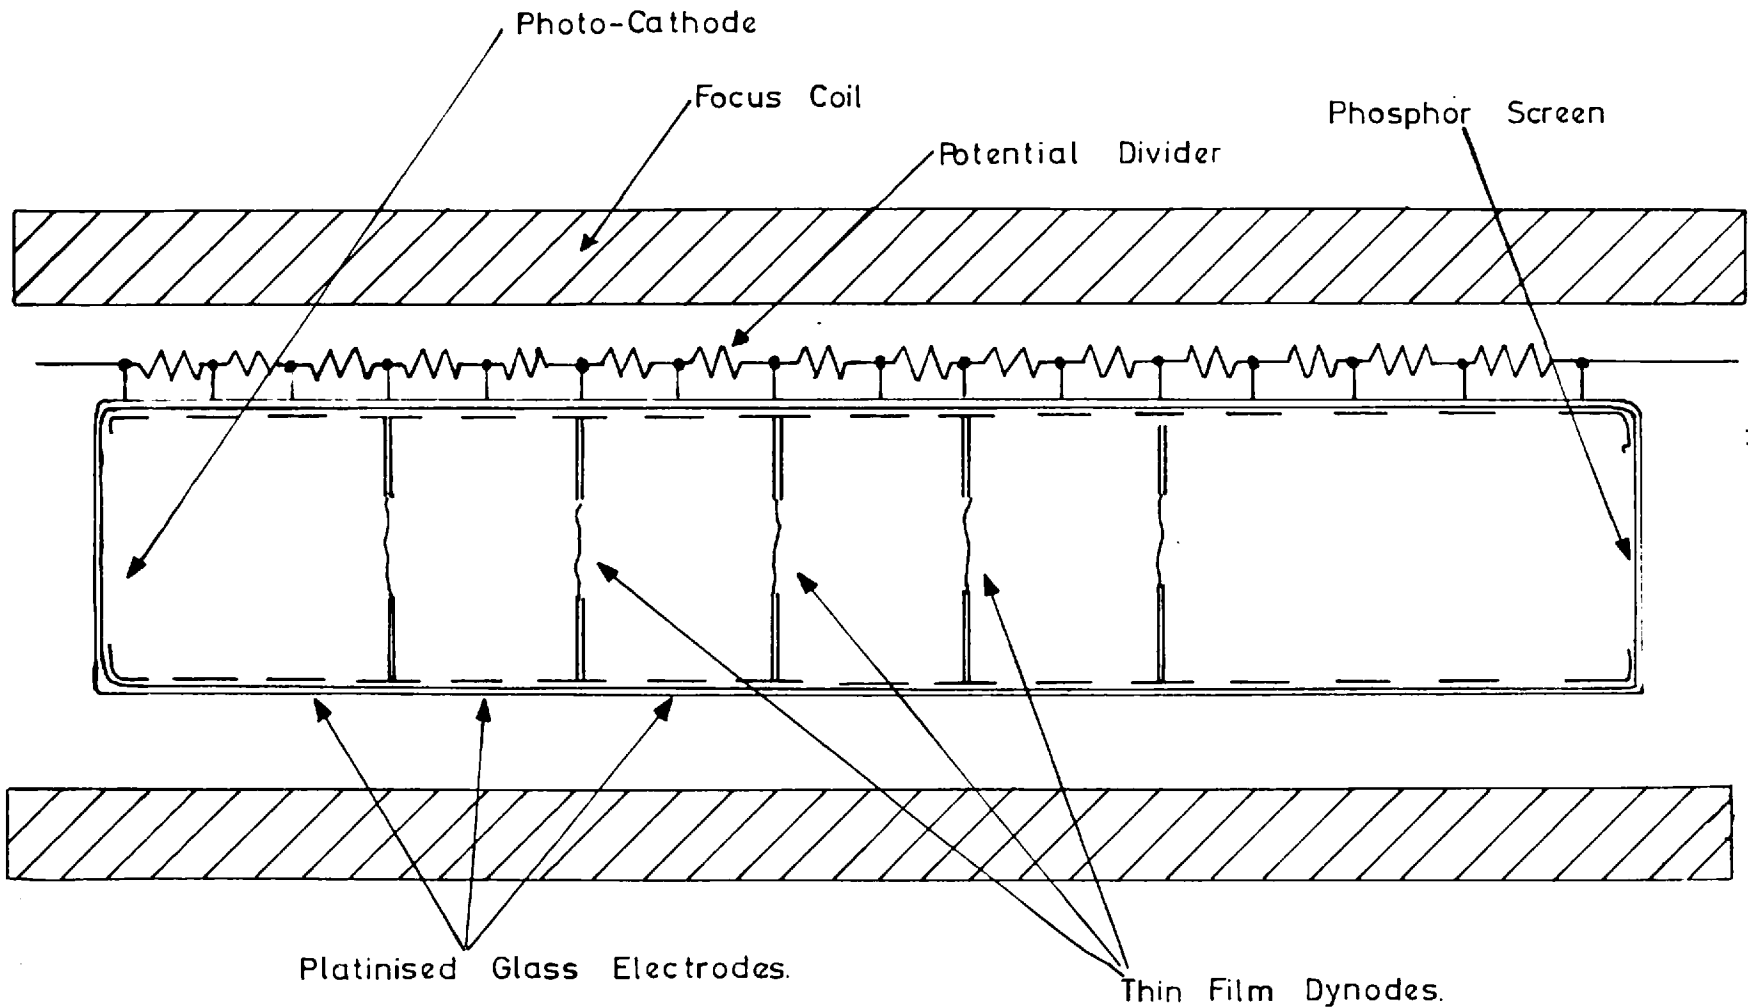 Photo-Cathode
Focus Coil
Phosphor Screen
Potential Divider
Platinised Glass Electrodes.
Thin Film Dynodes.